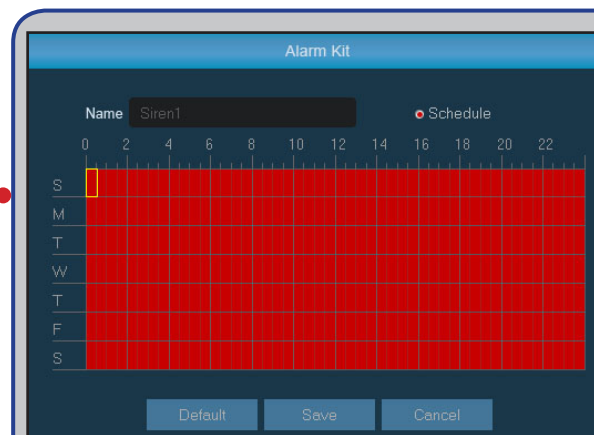 Alarm Kit
Name Siren1 Schedule
0 2 4 6 8 10 12 14 16 18 20 22
S
M
T
W
T
F
S
Default Save Cancel